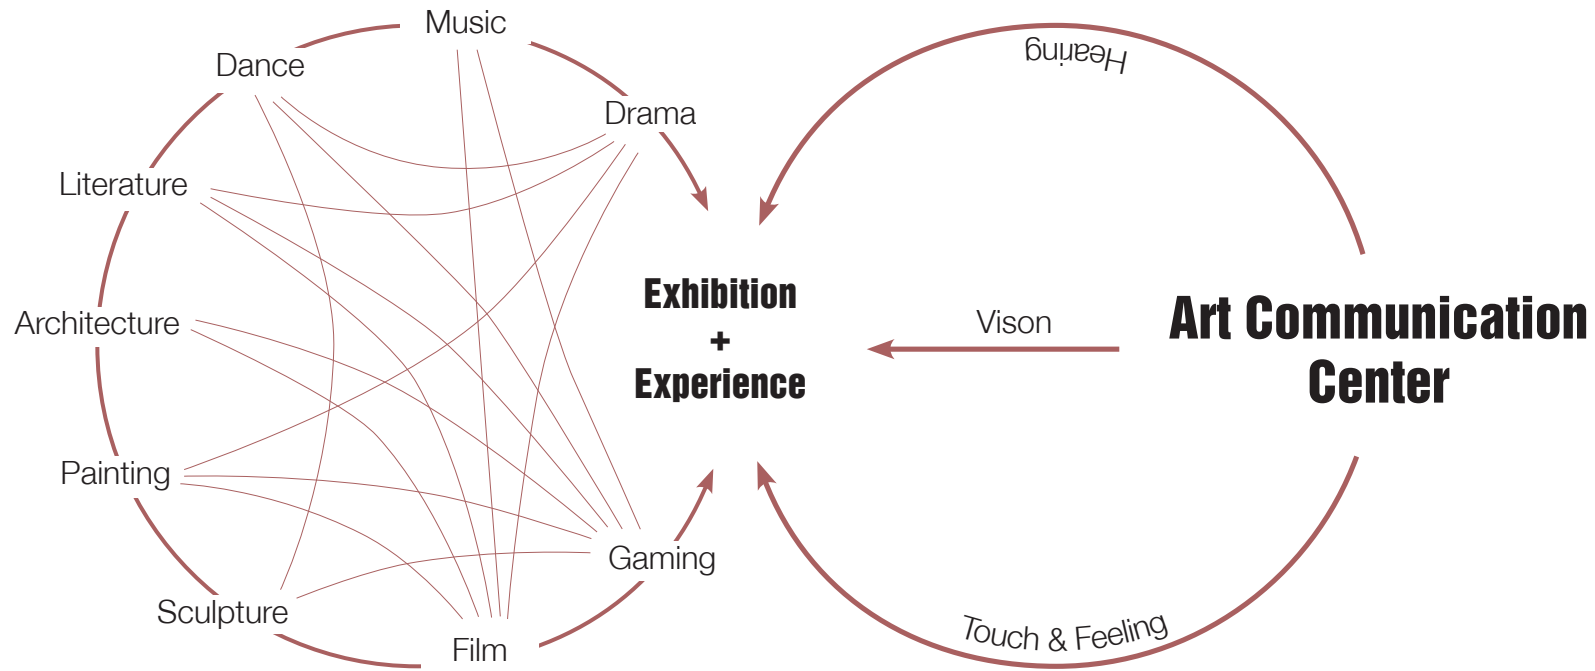 Music
Dance
Drama
Literature
Architecture
Painting
Sculpture
Film
Gaming
Exhibition
+
Experience
Hearing
Vison
Touch & Feeling
Art Communication
Center